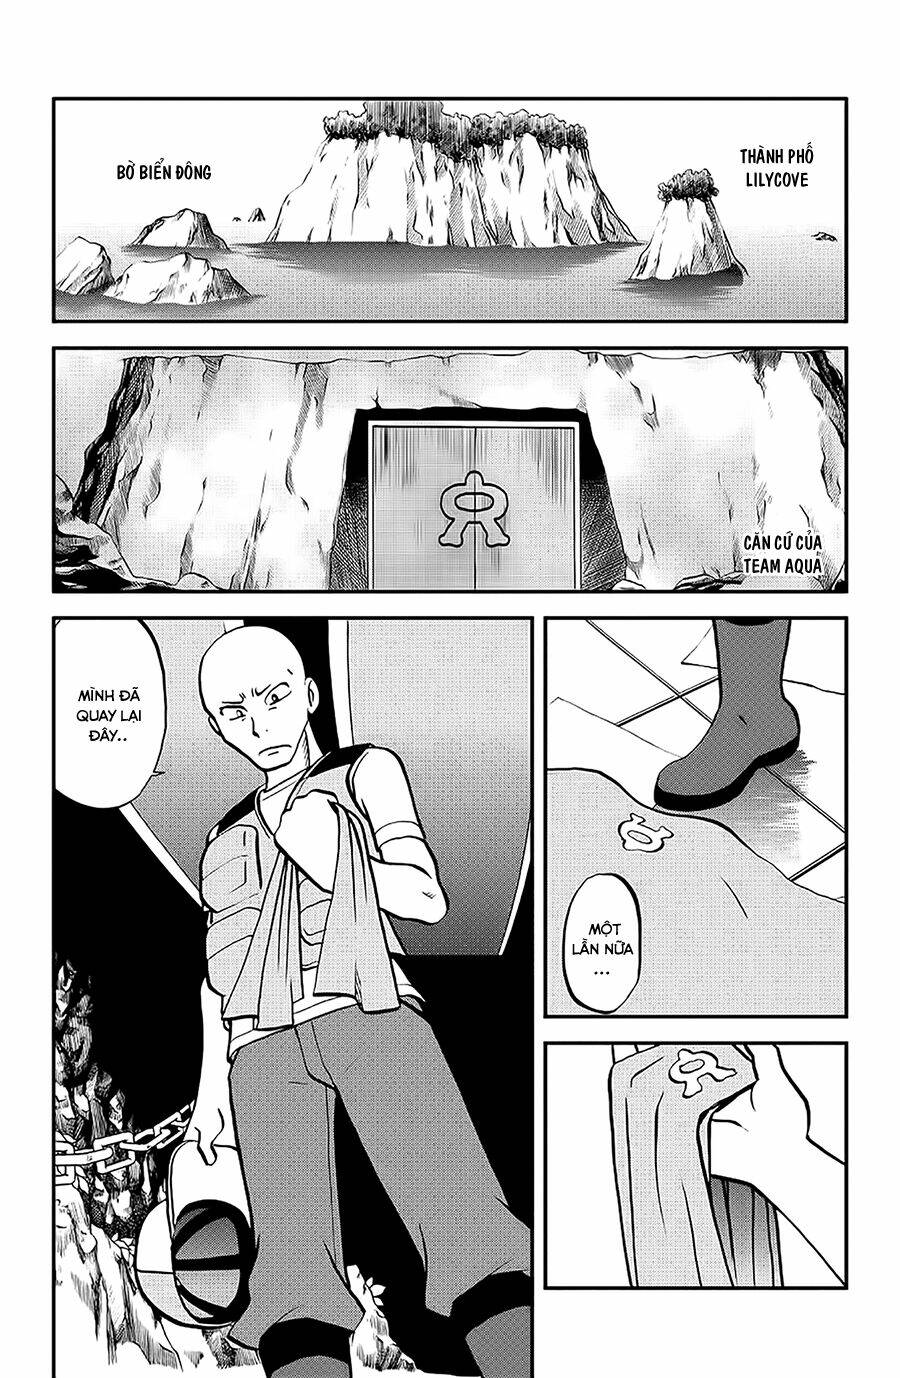 THÀNH PHỐ
LILYCOVE
BỜ BIỂN ĐÔNG
CĂN CỨ CỦA
TEAM AQUA
MỘT
LẦN NỮA
...
MÌNH ĐÃ
QUAY LẠI
ĐÂY..